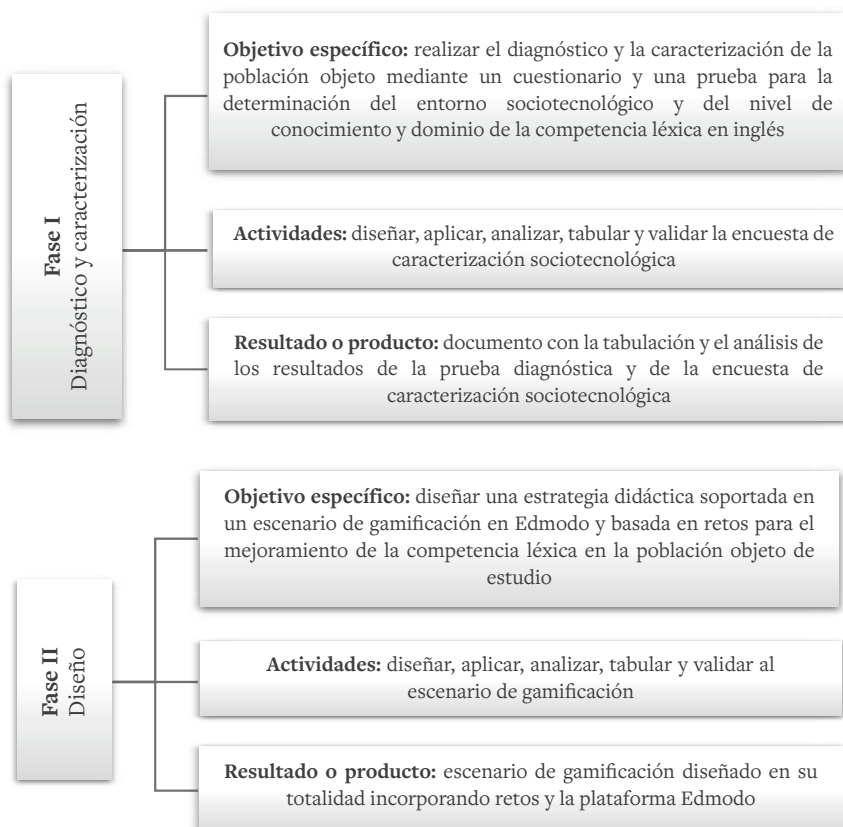 Fase I
Diagnóstico y caracterización
Objetivo específico: realizar el diagnóstico y la caracterización de la
población objeto mediante un cuestionario y una prueba para la
determinación del entorno sociotecnológico y del nivel de
conocimiento y dominio de la competencia léxica en inglés
Actividades: diseñar, aplicar, analizar, tabular y validar la encuesta de
caracterización sociotecnológica
Resultado o producto: documento con la tabulación y el análisis de
los resultados de la prueba diagnóstica y de la encuesta de
caracterización sociotecnológica
Fase II
Diseño
Objetivo específico: diseñar una estrategia didáctica soportada en
un escenario de gamificación en Edmodo y basada en retos para el
mejoramiento de la competencia léxica en la población objeto de
estudio
Actividades: diseñar, aplicar, analizar, tabular y validar al
escenario de gamificación
Resultado o producto: escenario de gamificación diseñado en su
totalidad incorporando retos y la plataforma Edmodo